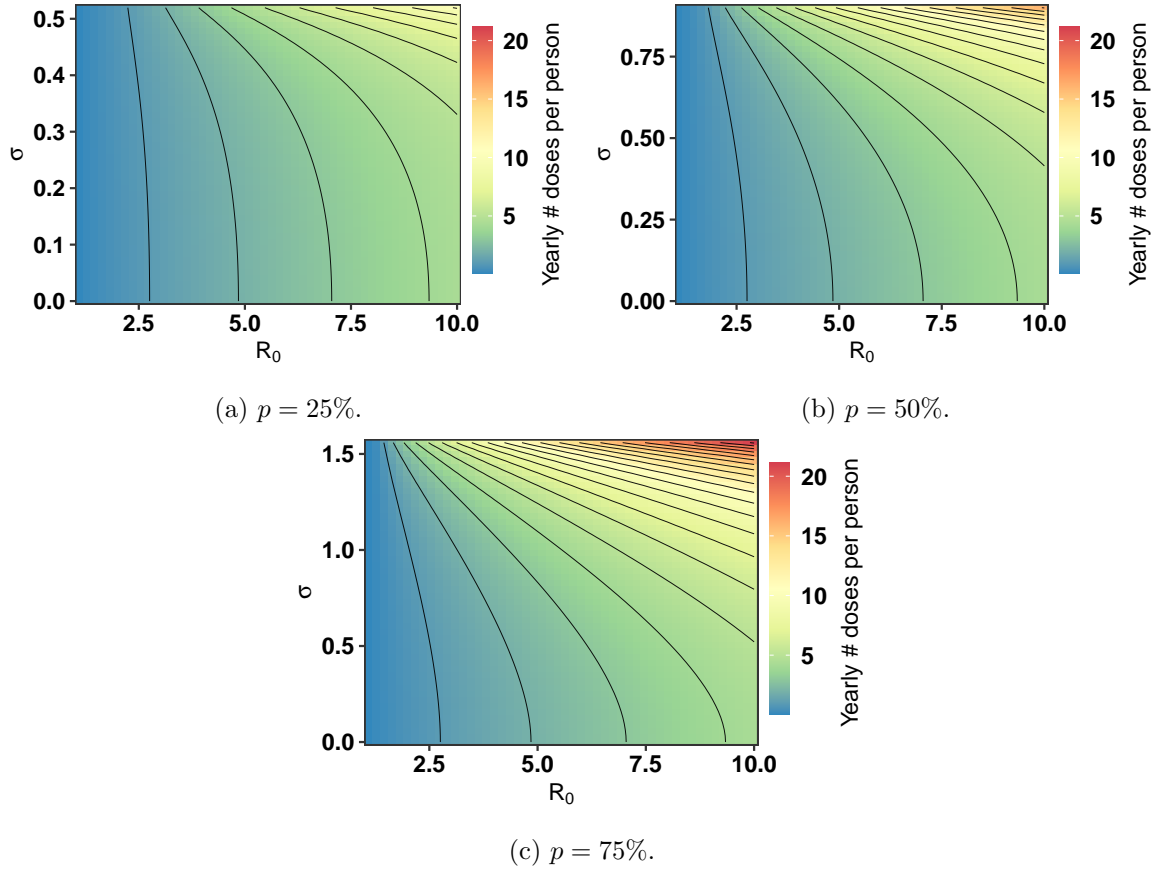 0.5
0.4
0.3
0.2
0.1
0.0
σ
2.5 5.0 7.5 10.0
R0
20
15
10
5
Yearly # doses per person
(a) p = 25%.
0.75
0.50
0.25
0.00
σ
2.5 5.0 7.5 10.0
R0
20
15
10
5
Yearly # doses per person
(b) p = 50%.
1.5
1.0
0.5
0.0
σ
2.5 5.0 7.5 10.0
R0
20
15
10
5
Yearly # doses per person
(c) p = 75%.